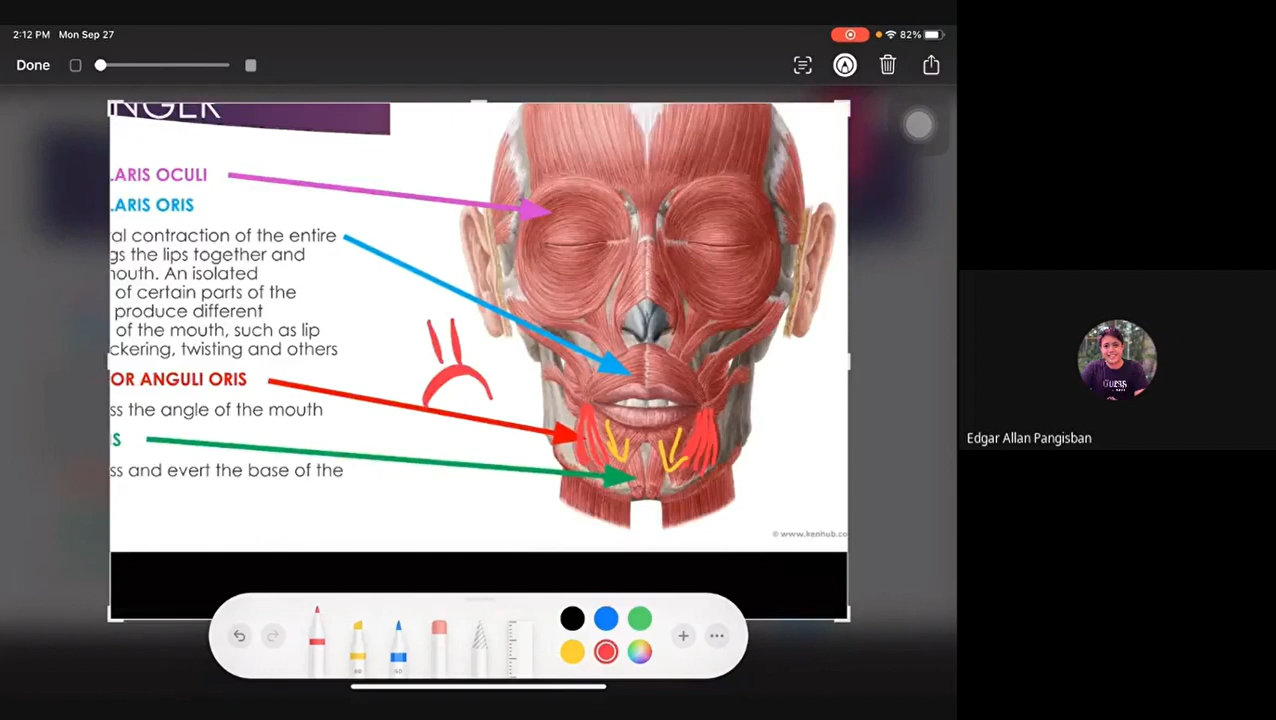 2:12 PM Mon Sep 27
82%
Done
NGER
LARIS OCULI
LARIS ORIS
al contraction of the entire
gs the lips together and
mouth. An isolated
of certain parts of the
produce different
of the mouth, such as lip
ckering, twisting and others
OR ANGULI ORIS
ss the angle of the mouth
S
ss and evert the base of the
© www.kenhub.co
Edgar Allan Pangisban
GUESS
80
50